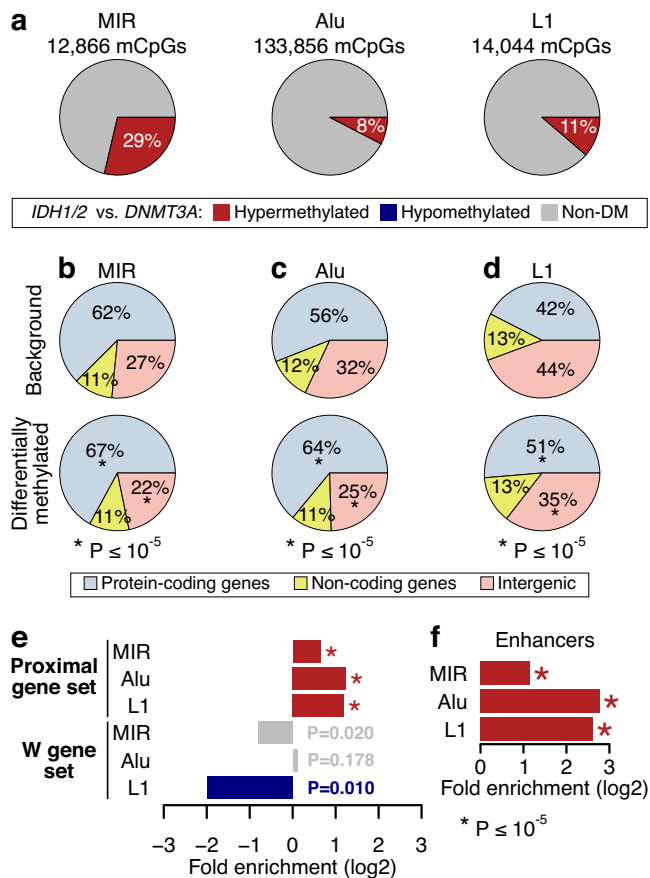 a
MIR
12,866 mCpGs
Alu
133,856 mCpGs
L1
14,044 mCpGs
29%
8%
11%
IDH1/2 vs. DNMT3A: Hypermethylated Hypomethylated Non-DM
b MIR
c Alu
d L1
Background
62%
11%
27%
56%
12%
32%
42%
13%
44%
Differentially
methylated
67%
*
11%
22%
*
64%
*
11%
25%
*
51%
*
13%
35%
*
* P ≤ 10⁻⁵
* P ≤ 10⁻⁵
* P ≤ 10⁻⁵
Protein-coding genes Non-coding genes Intergenic
e
Proximal
gene set
MIR *
Alu *
L1 *
W gene
set
MIR P=0.020
Alu P=0.178
L1 P=0.010
−3 −2 −1 0 1 2 3
Fold enrichment (log2)
f
Enhancers
MIR *
Alu *
L1 *
0 1 2 3
Fold enrichment (log2)
* P ≤ 10⁻⁵